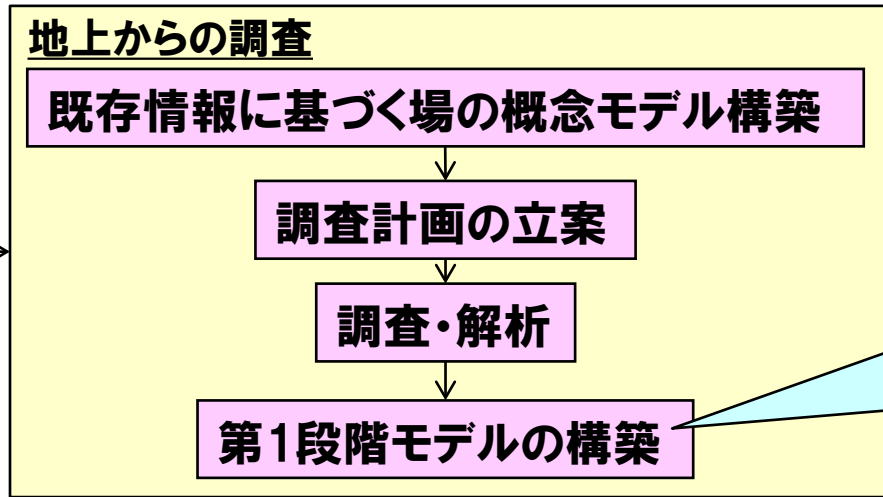 地上からの調査
既存情報に基づく場の概念モデル構築
調査計画の立案
調査・解析
第1段階モデルの構築